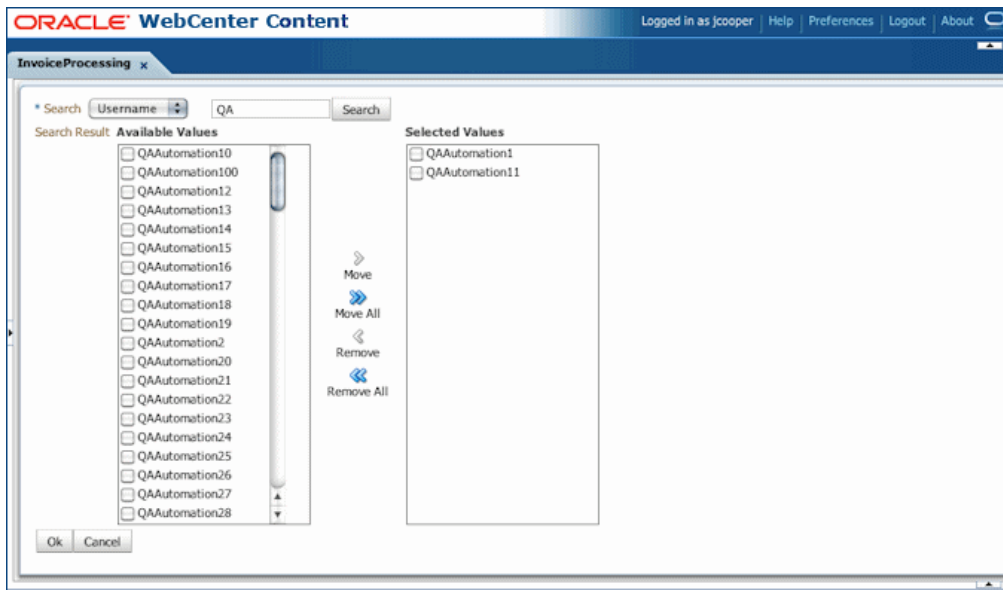 ORACLE WebCenter Content
Logged in as jcooper Help Preferences Logout About
InvoiceProcessing x
* Search Username QA Search
Search Result Available Values
QAAutomation10
QAAutomation100
QAAutomation12
QAAutomation13
QAAutomation14
QAAutomation15
QAAutomation16
QAAutomation17
QAAutomation18
QAAutomation19
QAAutomation2
QAAutomation20
QAAutomation21
QAAutomation22
QAAutomation23
QAAutomation24
QAAutomation25
QAAutomation26
QAAutomation27
QAAutomation28
Move
Move All
Remove
Remove All
Selected Values
QAAutomation1
QAAutomation11
Ok Cancel